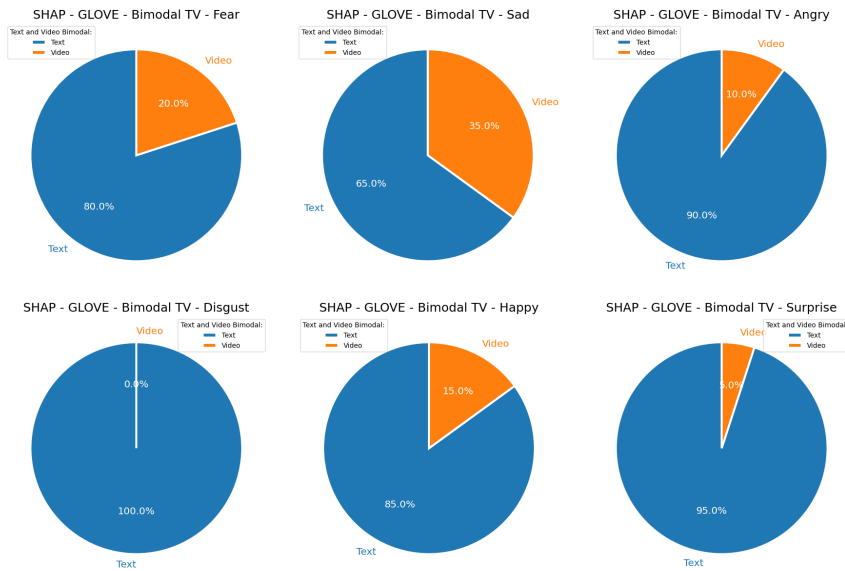 SHAP - GLOVE - Bimodal TV - Fear
Text and Video Bimodal:
Text
Video
Video
20.0%
80.0%
Text
SHAP - GLOVE - Bimodal TV - Sad
Text and Video Bimodal:
Text
Video
Video
35.0%
65.0%
Text
SHAP - GLOVE - Bimodal TV - Angry
Text and Video Bimodal:
Text
Video
Video
10.0%
90.0%
Text
SHAP - GLOVE - Bimodal TV - Disgust
Text and Video Bimodal:
Text
Video
Video
0.0%
100.0%
Text
SHAP - GLOVE - Bimodal TV - Happy
Text and Video Bimodal:
Text
Video
Video
15.0%
85.0%
Text
SHAP - GLOVE - Bimodal TV - Surprise
Text and Video Bimodal:
Text
Video
Video
5.0%
95.0%
Text